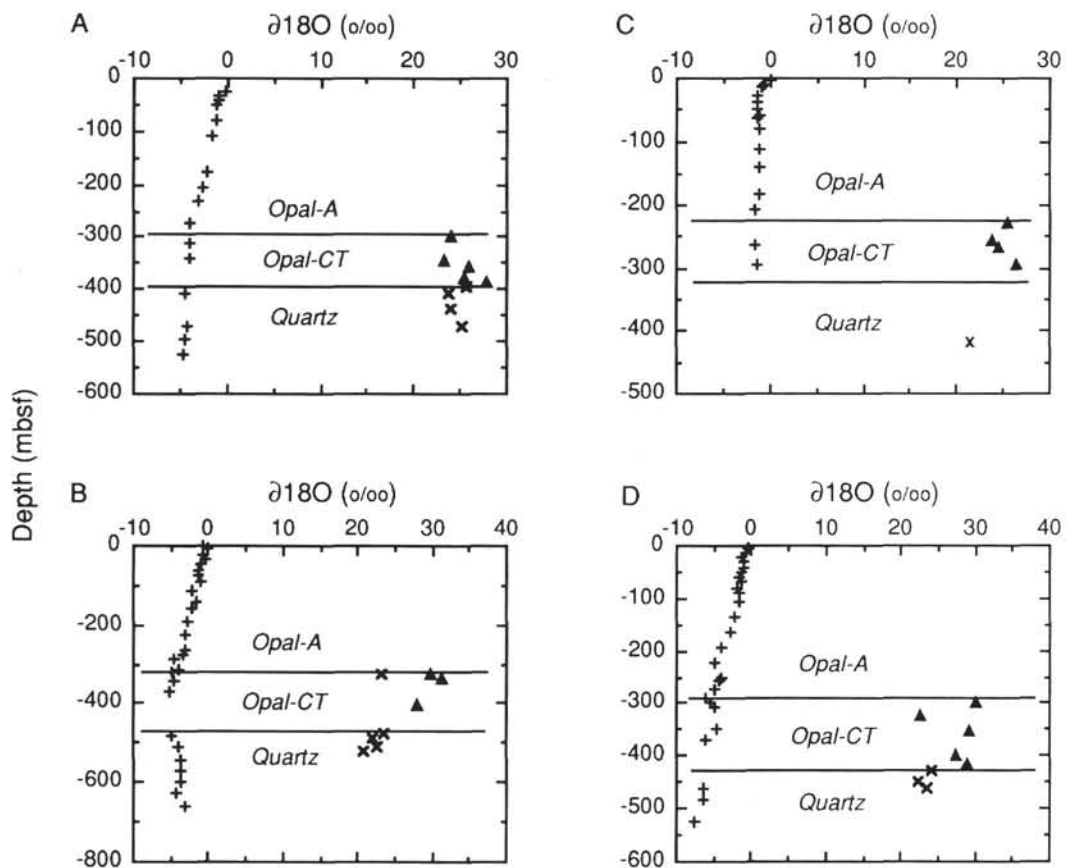 A
∂18O (o/oo)
-10 0 10 20 30
0
-100
-200
-300
-400
-500
-600
Opal-A
Opal-CT
Quartz
C
∂18O (o/oo)
-10 0 10 20 30
0
-100
-200
-300
-400
-500
Opal-A
Opal-CT
Quartz
Depth (mbsf)
B
∂18O (o/oo)
-10 0 10 20 30 40
0
-200
-400
-600
-800
Opal-A
Opal-CT
Quartz
D
∂18O (o/oo)
-10 0 10 20 30 40
0
-100
-200
-300
-400
-500
-600
Opal-A
Opal-CT
Quartz